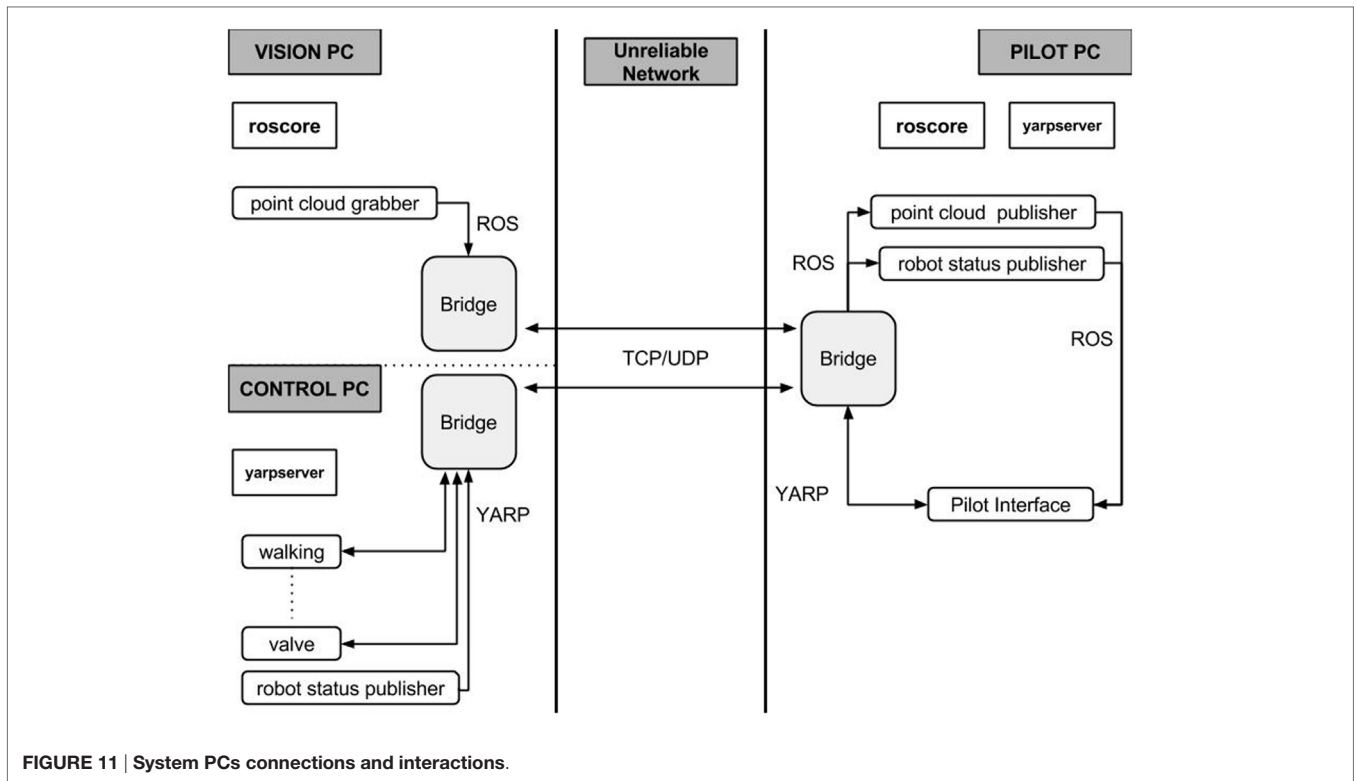 VISION PC
Unreliable
Network
PILOT PC
roscore
roscore
yarpserver
point cloud grabber
ROS
Bridge
point cloud publisher
ROS
robot status publisher
Bridge
ROS
TCP/UDP
CONTROL PC
Bridge
yarpserver
YARP
YARP
Pilot Interface
walking
valve
robot status publisher
FIGURE 11 | System PCs connections and interactions.